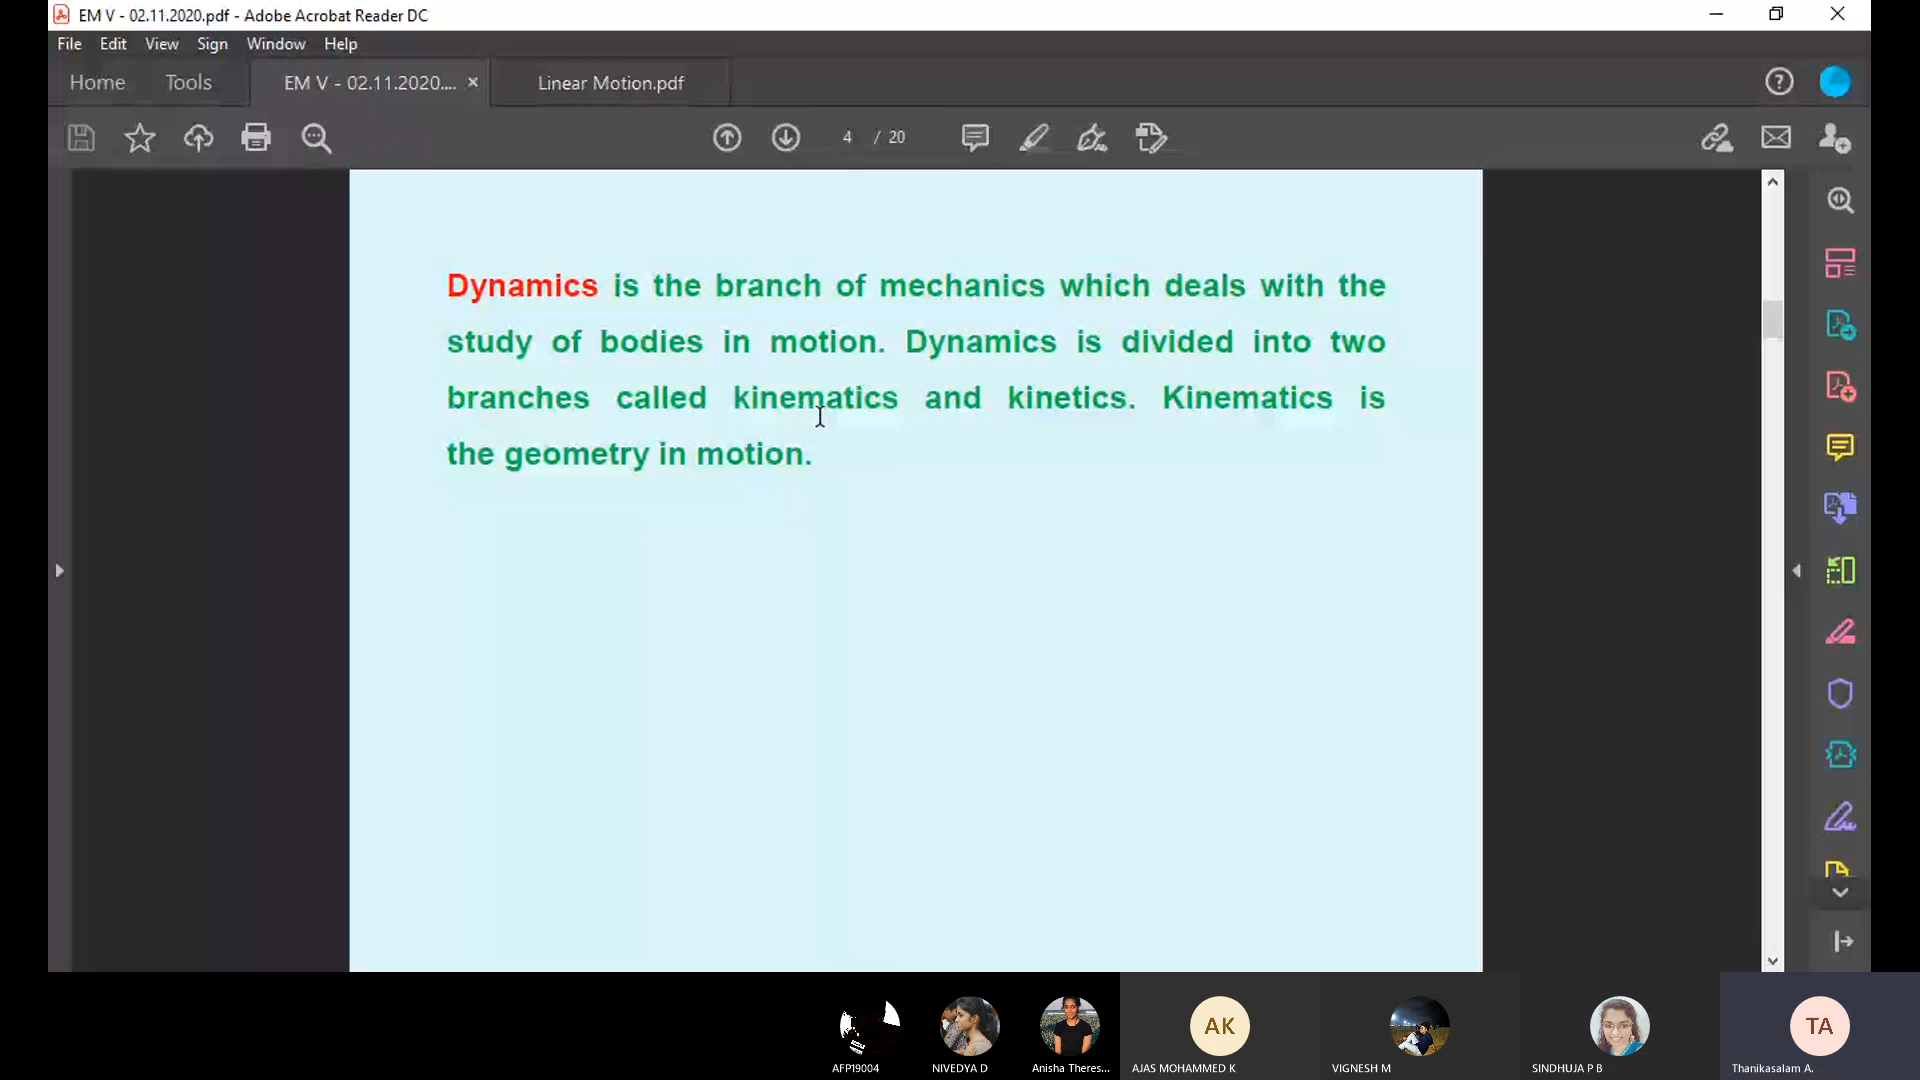 EM V - 02.11.2020.pdf - Adobe Acrobat Reader DC
File Edit View Sign Window Help
Home Tools EM V - 02.11.2020.... × Linear Motion.pdf
4 / 20
Dynamics is the branch of mechanics which deals with the
study of bodies in motion. Dynamics is divided into two
branches called kinematics and kinetics. Kinematics is
the geometry in motion.
AK TA
AFP19004 NIVEDYA D Anisha Theres... AJAS MOHAMMED K VIGNESH M SINDHUJA P B Thanikasalam A.